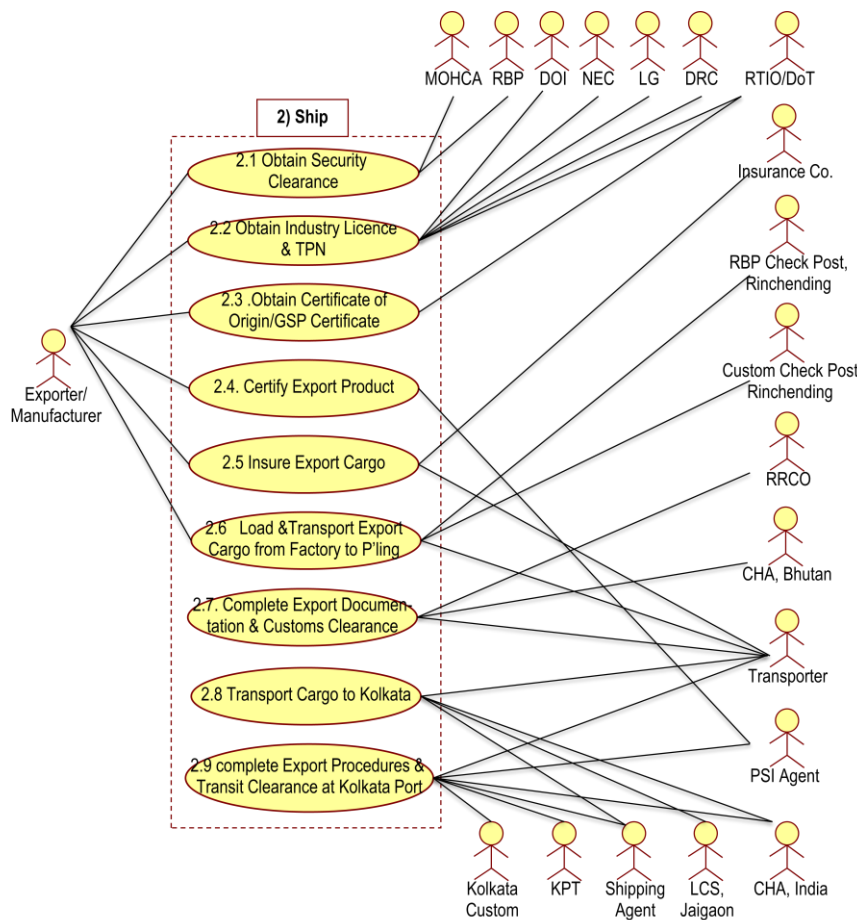 MOHCA RBP DOI NEC LG DRC RTIO/DoT
2) Ship
2.1 Obtain Security
Clearance
Insurance Co.
2.2 Obtain Industry Licence
& TPN
RBP Check Post,
Rinchending
2.3 .Obtain Certificate of
Origin/GSP Certificate
Exporter/
Manufacturer
2.4. Certify Export Product
Custom Check Post
Rinchending
2.5 Insure Export Cargo
RRCO
2.6 Load &Transport Export
Cargo from Factory to P'ling
CHA, Bhutan
2.7. Complete Export Documen-
tation & Customs Clearance
Transporter
2.8 Transport Cargo to Kolkata
2.9 complete Export Procedures &
Transit Clearance at Kolkata Port
PSI Agent
Kolkata
Custom
KPT
Shipping
Agent
LCS,
Jaigaon
CHA, India